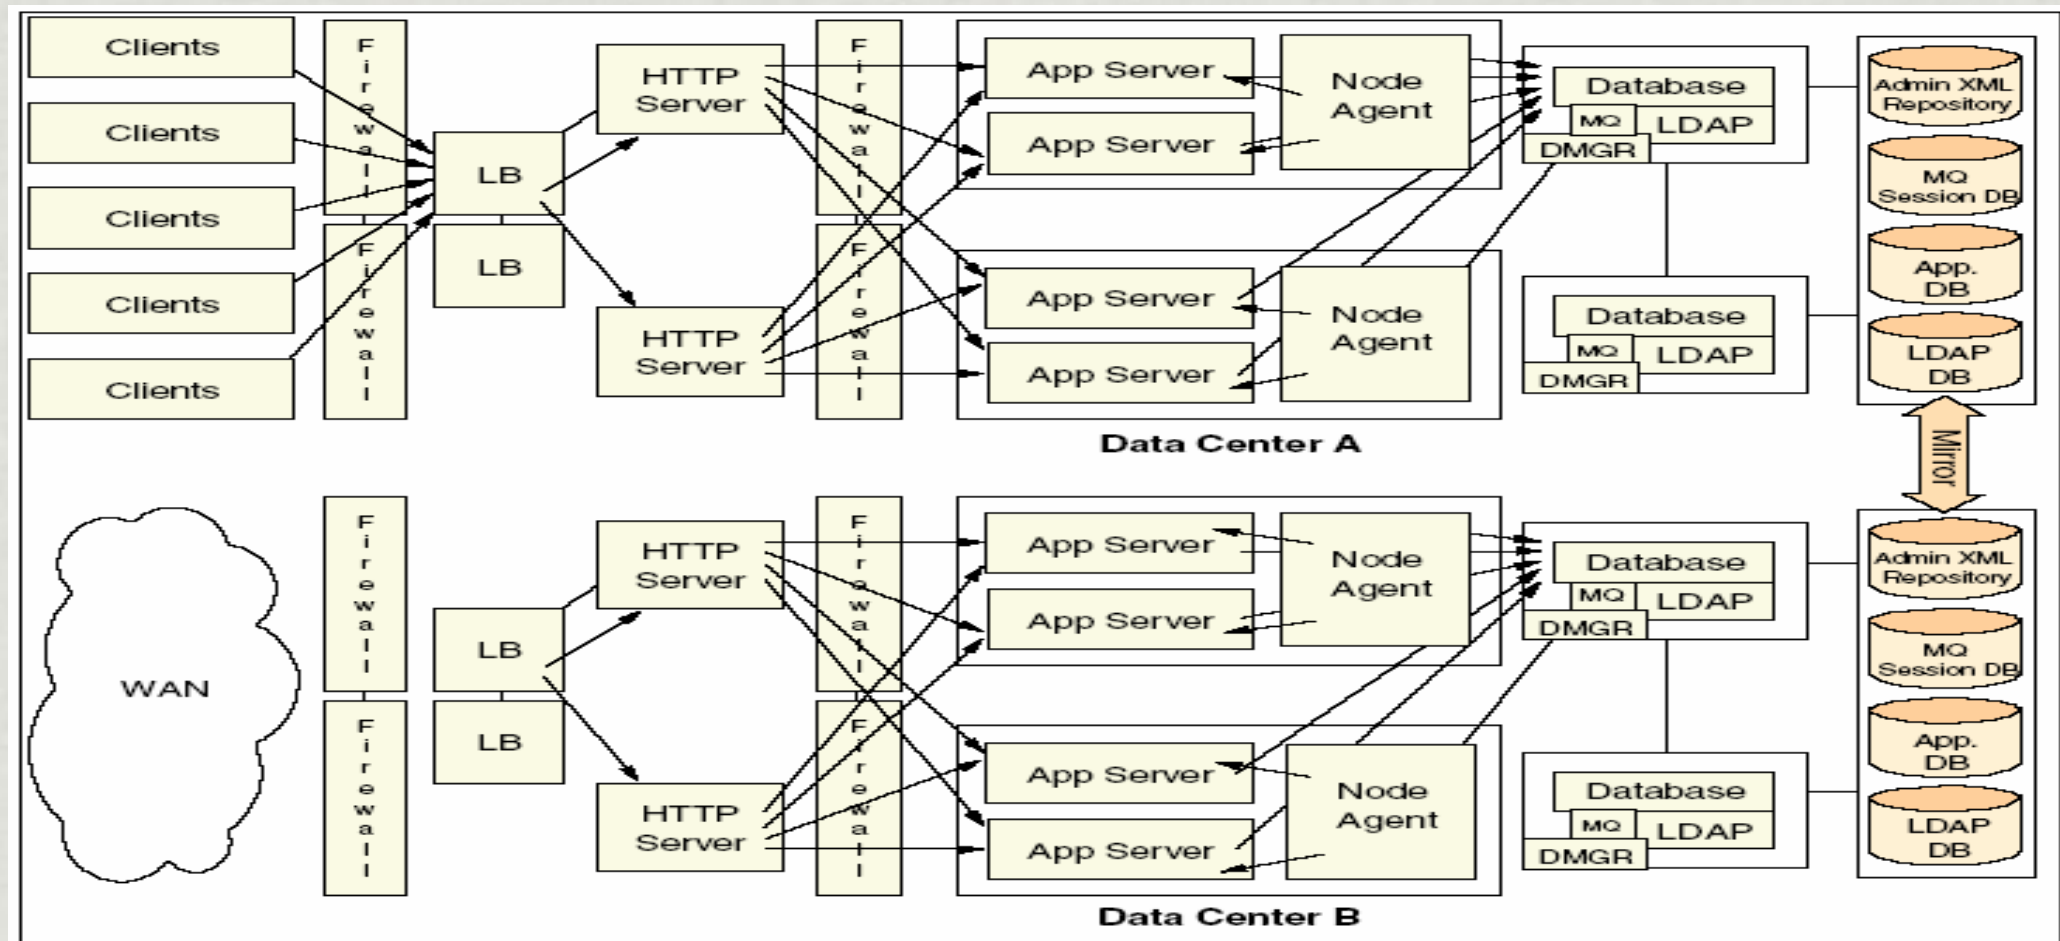 Clients
Clients
Clients
Clients
Clients
Firewall
Firewall
LB
LB
HTTP
Server
HTTP
Server
Firewall
Firewall
App Server
App Server
Node
Agent
App Server
App Server
Node
Agent
Database
MQ
LDAP
DMGR
Database
MQ
LDAP
DMGR
Admin XML
Repository
MQ
Session DB
App.
DB
LDAP
DB
Data Center A
Mirror
WAN
Firewall
Firewall
LB
LB
HTTP
Server
HTTP
Server
Firewall
Firewall
App Server
App Server
Node
Agent
App Server
App Server
Node
Agent
Database
MQ
LDAP
DMGR
Database
MQ
LDAP
DMGR
Admin XML
Repository
MQ
Session DB
App.
DB
LDAP
DB
Data Center B